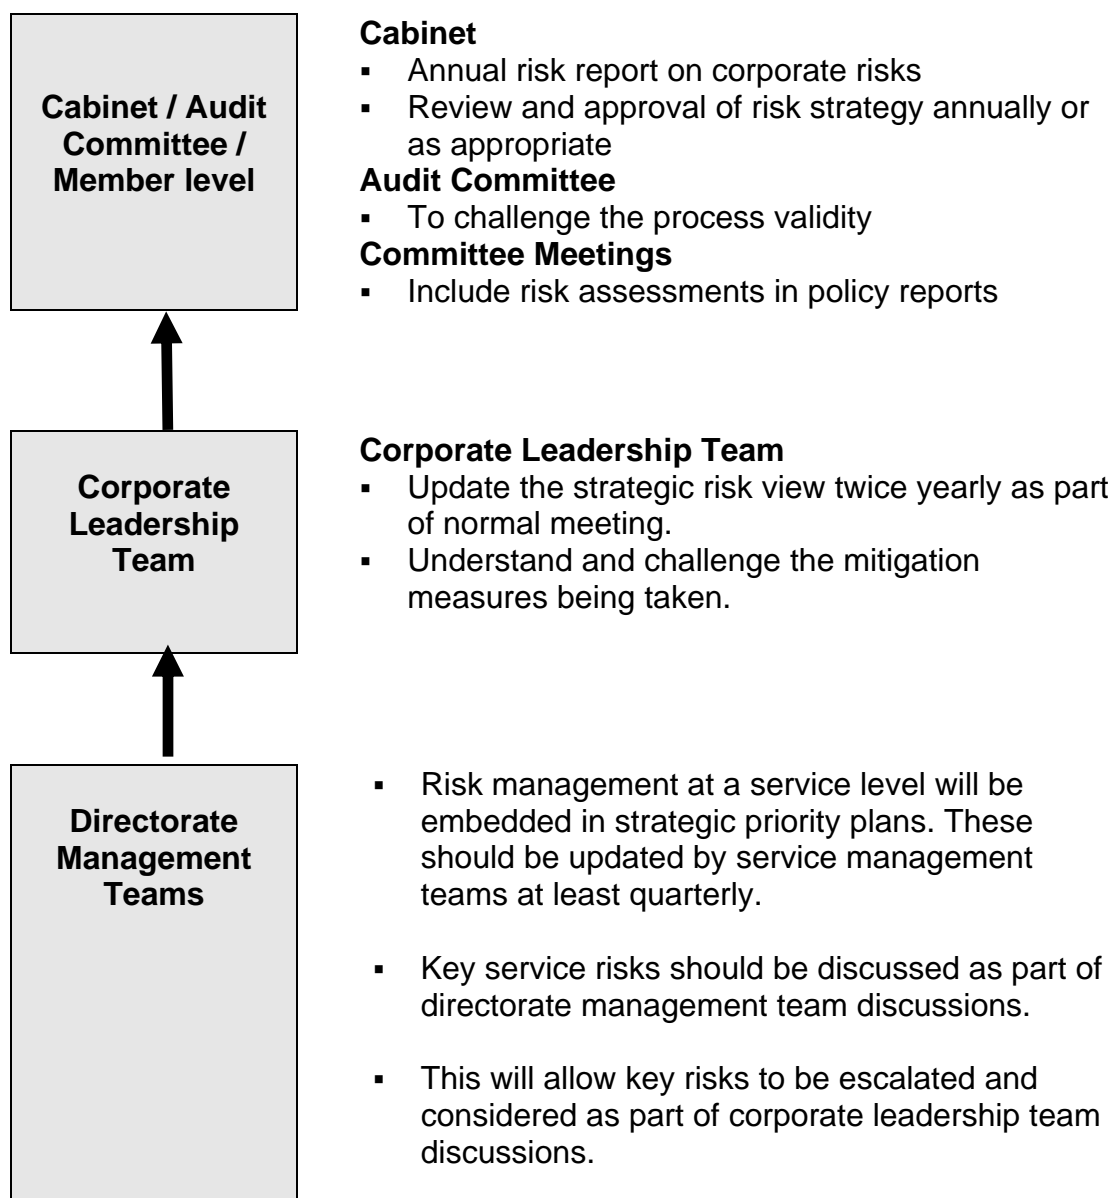 Cabinet / Audit
Committee /
Member level
Cabinet
▪ Annual risk report on corporate risks
▪ Review and approval of risk strategy annually or
as appropriate
Audit Committee
▪ To challenge the process validity
Committee Meetings
▪ Include risk assessments in policy reports
Corporate
Leadership
Team
Corporate Leadership Team
▪ Update the strategic risk view twice yearly as part
of normal meeting.
▪ Understand and challenge the mitigation
measures being taken.
Directorate
Management
Teams
▪ Risk management at a service level will be
embedded in strategic priority plans. These
should be updated by service management
teams at least quarterly.
▪ Key service risks should be discussed as part of
directorate management team discussions.
▪ This will allow key risks to be escalated and
considered as part of corporate leadership team
discussions.